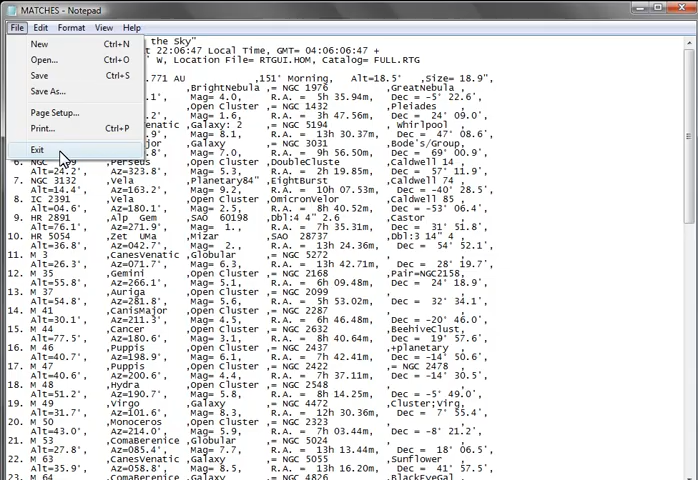 MATCHES - Notepad
File Edit Format View Help
the Sky"
New Ctrl+N
t 22:06:47 Local Time, GMT= 04:06:06:47 +
Open... Ctrl+O
' W, Location File= RTGUI.HOM, Catalog= FULL.RTG
Save Ctrl+S
.771 AU ,151' Morning, Alt=18.5' ,Size= 18.9",
Save As...
,BrightNebula ,= NGC 1976 ,GreatNebula ,
.1', Mag= 4.0, R.A. = 5h 35.94m, Dec = -5' 22.6',
,Open Cluster ,= NGC 1432 ,Pleiades ,
Page Setup...
.2', Mag= 1.6, R.A. = 3h 47.56m, Dec = 24' 09.0',
enatic ,Galaxy: 2 ,= NGC 5194 ,Whirlpool ,
Print... Ctrl+P
.9', Mag= 8.1, R.A. = 13h 30.37m, Dec = 47' 08.6',
ajor ,Galaxy ,= NGC 3031 ,Bode's/Group,
Exit
.8', Mag= 7.0, R.A. = 9h 56.50m, Dec = 69' 00.9',
6. NGC 869 ,Perseus ,Open Cluster ,DoubleCluste ,Caldwell 14 ,
Alt=24.2', Az=323.8', Mag= 5.3, R.A. = 2h 19.85m, Dec = 57' 11.9',
7. NGC 3132 ,Vela ,Planetary84" ,EightBurst ,Caldwell 74 ,
Alt=14.4', Az=163.2', Mag= 9.2, R.A. = 10h 07.53m, Dec = -40' 28.5',
8. IC 2391 ,Vela ,Open Cluster ,OmicronVelor ,Caldwell 85 ,
Alt=04.6', Az=180.1', Mag= 2.5, R.A. = 8h 40.52m, Dec = -53' 06.4',
9. HR 2891 ,Alp Gem ,SAO 60198 ,Dbl:4 4" 2.6 ,Castor ,
Alt=76.1', Az=271.9', Mag= 1., R.A. = 7h 35.31m, Dec = 31' 51.8',
10. HR 5054 ,Zet UMa ,Mizar ,SAO 28737 ,Dbl:3 14" 4 ,
Alt=36.8', Az=042.7', Mag= 2., R.A. = 13h 24.36m, Dec = 54' 52.1',
11. M 3 ,CanesVenatic ,Globular ,= NGC 5272 ,
Alt=26.3', Az=071.7', Mag= 6.3, R.A. = 13h 42.71m, Dec = 28' 19.7',
12. M 35 ,Gemini ,Open Cluster ,= NGC 2168 ,Pair=NGC2158,
Alt=55.8', Az=266.1', Mag= 5.1, R.A. = 6h 09.48m, Dec = 24' 18.9',
13. M 37 ,Auriga ,Open Cluster ,= NGC 2099 ,
Alt=54.8', Az=281.8', Mag= 5.6, R.A. = 5h 53.02m, Dec = 32' 34.1',
14. M 41 ,CanisMajor ,Open Cluster ,= NGC 2287 ,
Alt=30.1', Az=211.3', Mag= 4.5, R.A. = 6h 46.48m, Dec = -20' 46.0',
15. M 44 ,Cancer ,Open Cluster ,= NGC 2632 ,BeehiveClust,
Alt=77.5', Az=180.6', Mag= 3.1, R.A. = 8h 40.64m, Dec = 19' 57.6',
16. M 46 ,Puppis ,Open Cluster ,= NGC 2437 ,+planetary ,
Alt=40.7', Az=198.9', Mag= 6.1, R.A. = 7h 42.41m, Dec = -14' 50.6',
17. M 47 ,Puppis ,Open Cluster ,= NGC 2422 ,= NGC 2478 ,
Alt=40.6', Az=200.6', Mag= 4.4, R.A. = 7h 37.11m, Dec = -14' 30.5',
18. M 48 ,Hydra ,Open Cluster ,= NGC 2548 ,
Alt=51.2', Az=190.7', Mag= 5.8, R.A. = 8h 14.25m, Dec = -5' 49.0',
19. M 49 ,Virgo ,Galaxy ,= NGC 4472 ,Cluster;Virg,
Alt=31.7', Az=101.6', Mag= 8.3, R.A. = 12h 30.36m, Dec = 7' 55.4',
20. M 50 ,Monoceros ,Open Cluster ,= NGC 2323 ,
Alt=43.0', Az=214.0', Mag= 5.9, R.A. = 7h 03.44m, Dec = -8' 21.2',
21. M 53 ,ComaBerenice ,Globular ,= NGC 5024 ,
Alt=27.8', Az=085.4', Mag= 7.7, R.A. = 13h 13.44m, Dec = 18' 06.5',
22. M 63 ,CanesVenatic ,Galaxy ,= NGC 5055 ,Sunflower ,
Alt=35.9', Az=058.8', Mag= 8.5, R.A. = 13h 16.20m, Dec = 41' 57.5',
23. M 64 ,ComaBerenice ,Galaxy ,= NGC 4826 ,BlackEyeGal ,